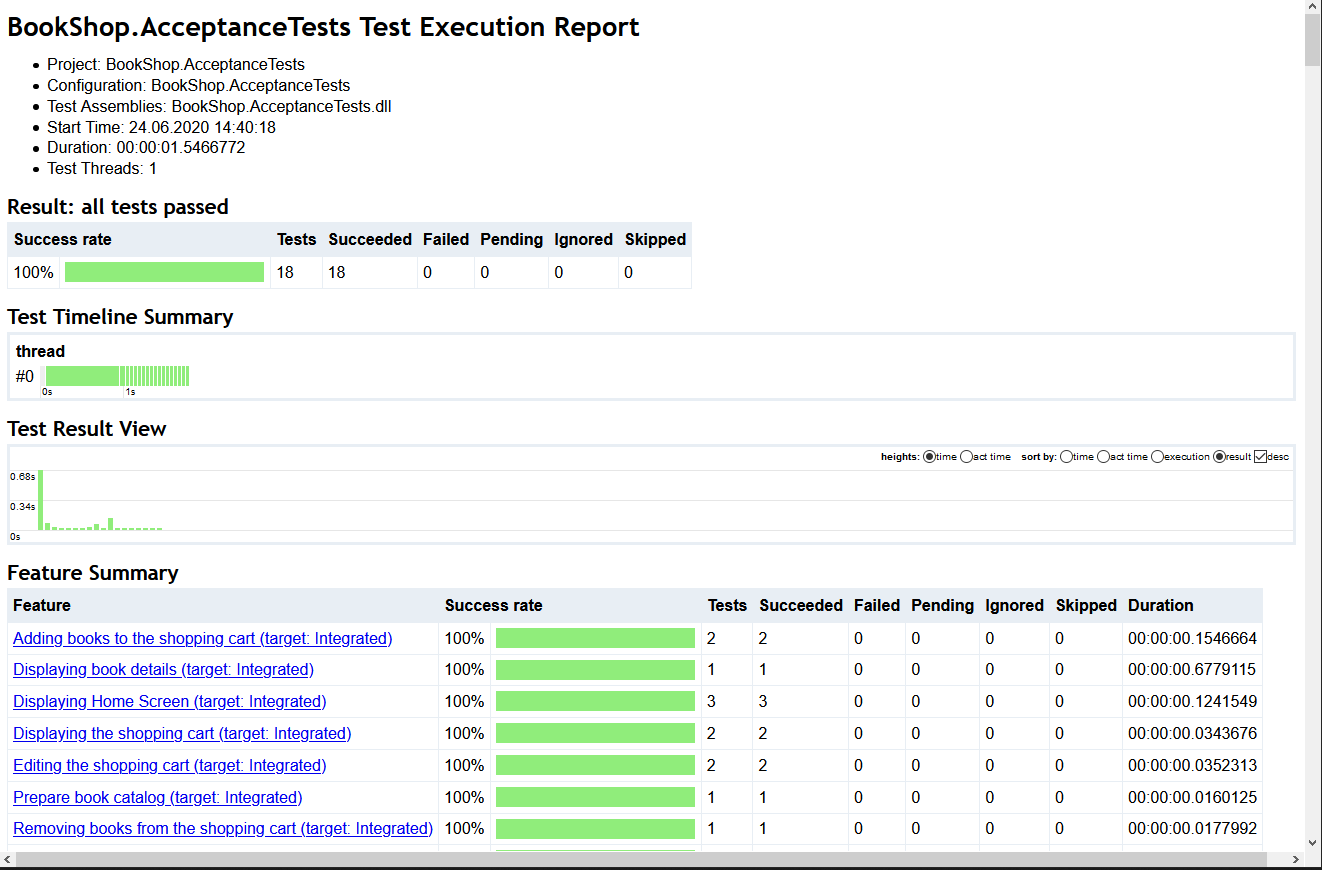 BookShop.AcceptanceTests Test Execution Report
Project: BookShop.AcceptanceTests
Configuration: BookShop.AcceptanceTests
Test Assemblies: BookShop.AcceptanceTests.dll
Start Time: 24.06.2020 14:40:18
Duration: 00:00:01.5466772
Test Threads: 1
Result: all tests passed
Success rate Tests Succeeded Failed Pending Ignored Skipped
100% 18 18 0 0 0 0
Test Timeline Summary
thread
#0
0s 1s
Test Result View
heights: time act time sort by: time act time execution result desc
0.68s
0.34s
0s
Feature Summary
Feature Success rate Tests Succeeded Failed Pending Ignored Skipped Duration
Adding books to the shopping cart (target: Integrated) 100% 2 2 0 0 0 0 00:00:00.1546664
Displaying book details (target: Integrated) 100% 1 1 0 0 0 0 00:00:00.6779115
Displaying Home Screen (target: Integrated) 100% 3 3 0 0 0 0 00:00:00.1241549
Displaying the shopping cart (target: Integrated) 100% 2 2 0 0 0 0 00:00:00.0343676
Editing the shopping cart (target: Integrated) 100% 2 2 0 0 0 0 00:00:00.0352313
Prepare book catalog (target: Integrated) 100% 1 1 0 0 0 0 00:00:00.0160125
Removing books from the shopping cart (target: Integrated) 100% 1 1 0 0 0 0 00:00:00.0177992